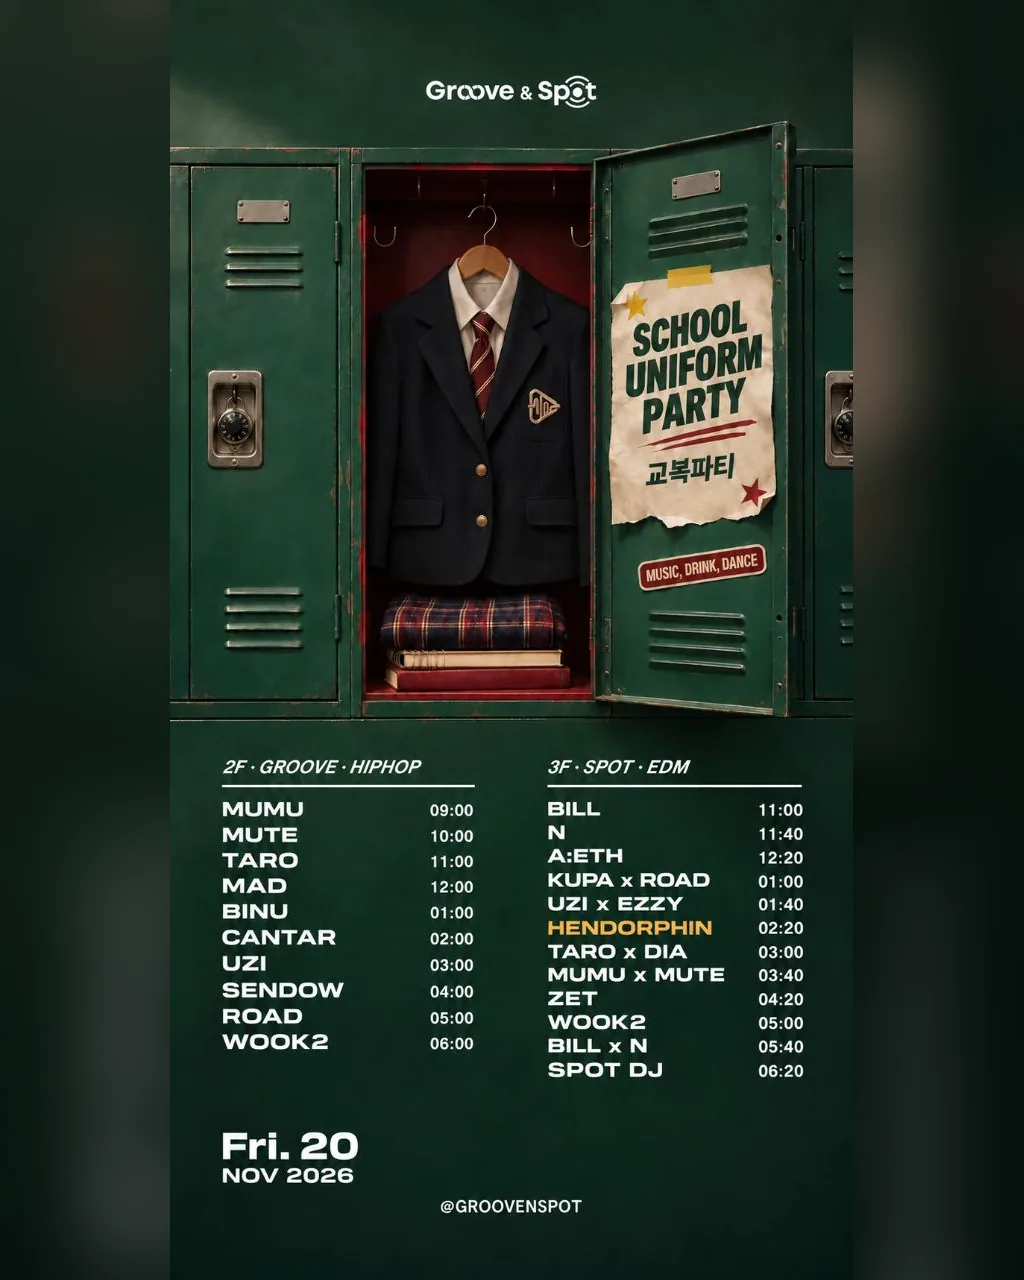 Groove & Spot
SCHOOL
UNIFORM
PARTY
교복파티
MUSIC, DRINK, DANCE
2F · GROOVE · HIPHOP
MUMU 09:00
MUTE 10:00
TARO 11:00
MAD 12:00
BINU 01:00
CANTAR 02:00
UZI 03:00
SENDOW 04:00
ROAD 05:00
WOOK2 06:00
3F · SPOT · EDM
BILL 11:00
N 11:40
A:ETH 12:20
KUPA x ROAD 01:00
UZI x EZZY 01:40
HENDORPHIN 02:20
TARO x DIA 03:00
MUMU x MUTE 03:40
ZET 04:20
WOOK2 05:00
BILL x N 05:40
SPOT DJ 06:20
Fri. 20
NOV 2026
@GROOVENSPOT